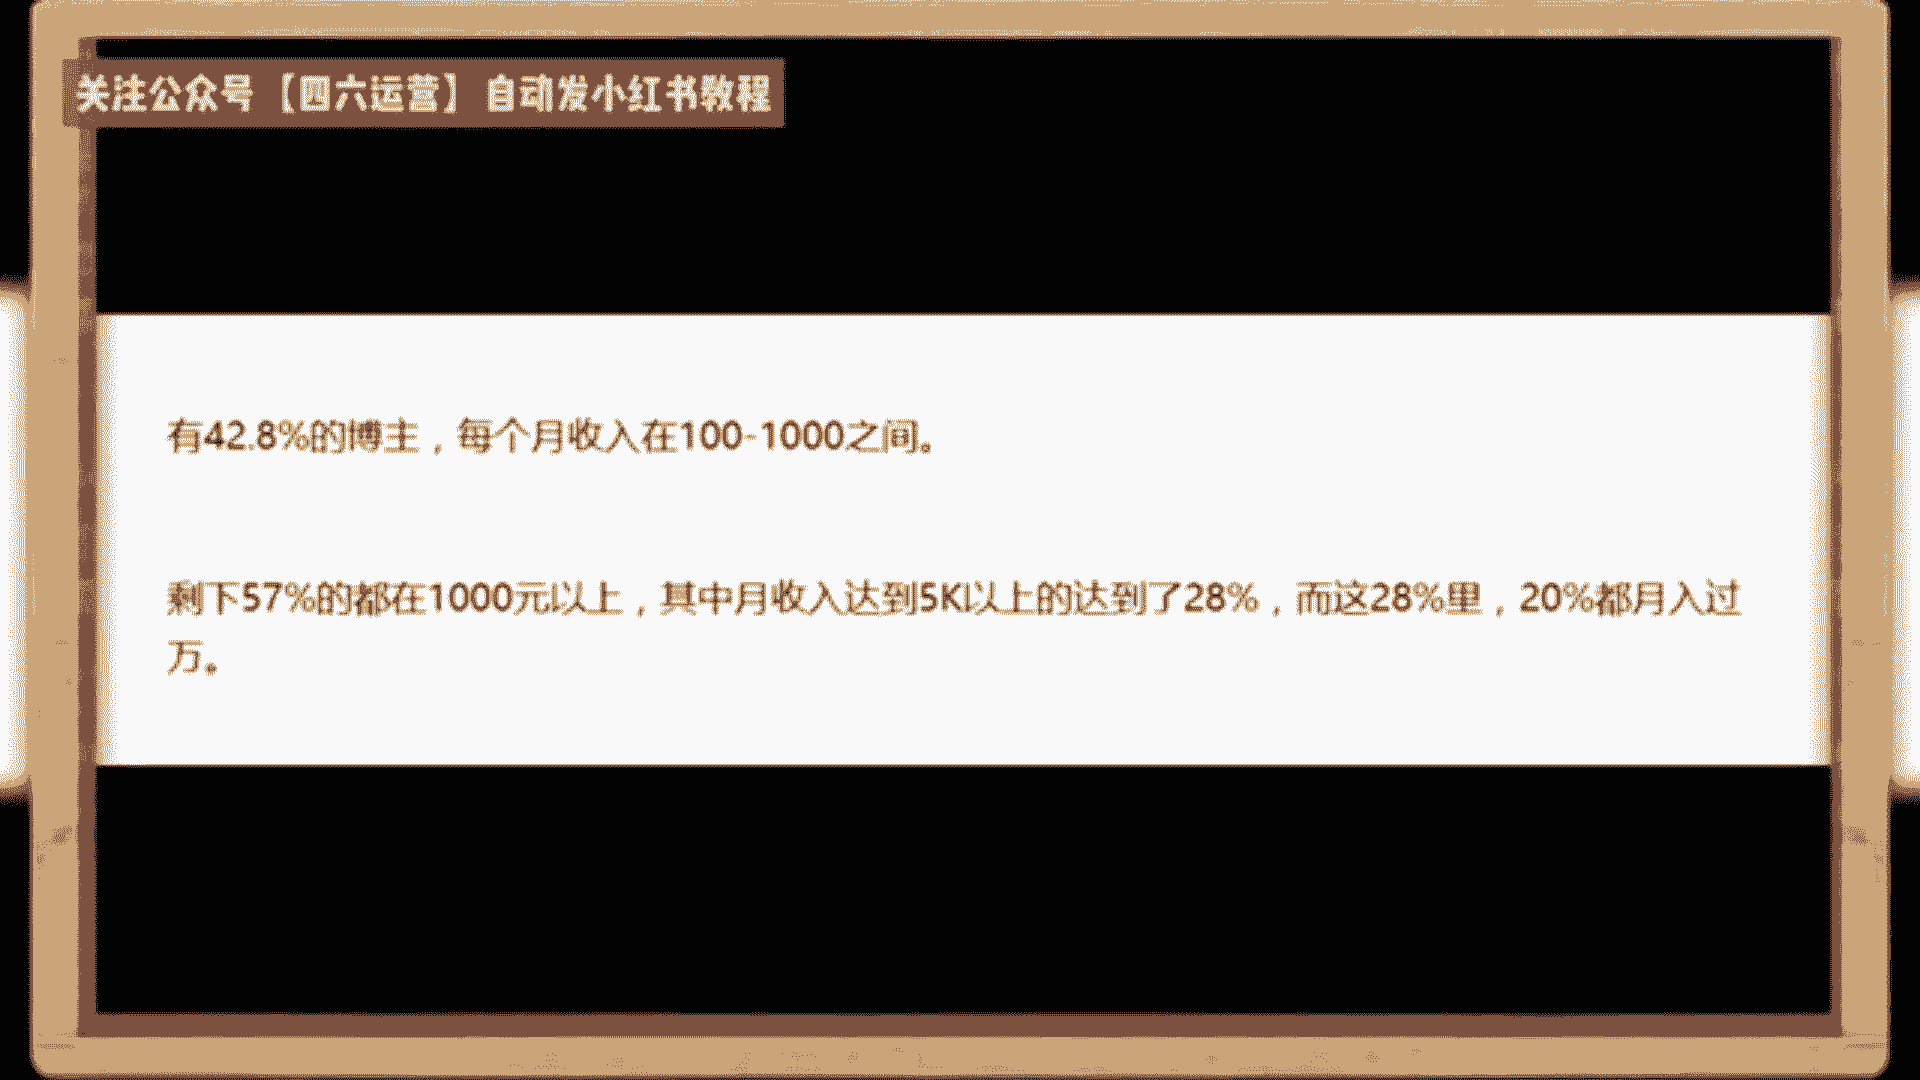 关注公众号【四六运营】自动发小红书教程
有42.8%的博主，每个月收入在100-1000之间。
剩下57%的都在1000元以上，其中月收入达到5K以上的达到了28%，而这28%里，20%都月入过
万。